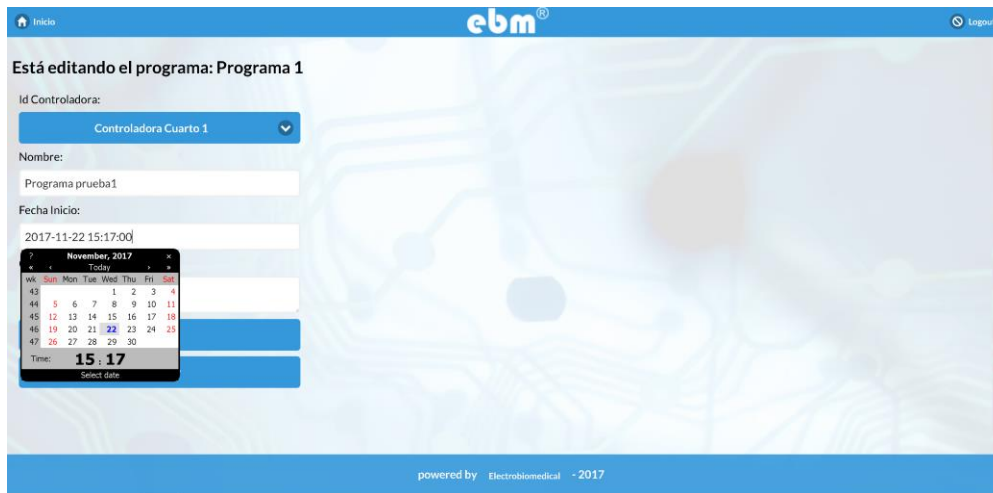 Inicio
ebm®
Logout
Está editando el programa: Programa 1
Id Controladora:
Controladora Cuarto 1
Nombre:
Programa prueba1
Fecha Inicio:
2017-11-22 15:17:00
? November, 2017 ×
« ‹ Today › »
wk Sun Mon Tue Wed Thu Fri Sat
43 1 2 3 4
44 5 6 7 8 9 10 11
45 12 13 14 15 16 17 18
46 19 20 21 22 23 24 25
47 26 27 28 29 30
Time: 15 : 17
Select date
powered by Electrobiomedical - 2017